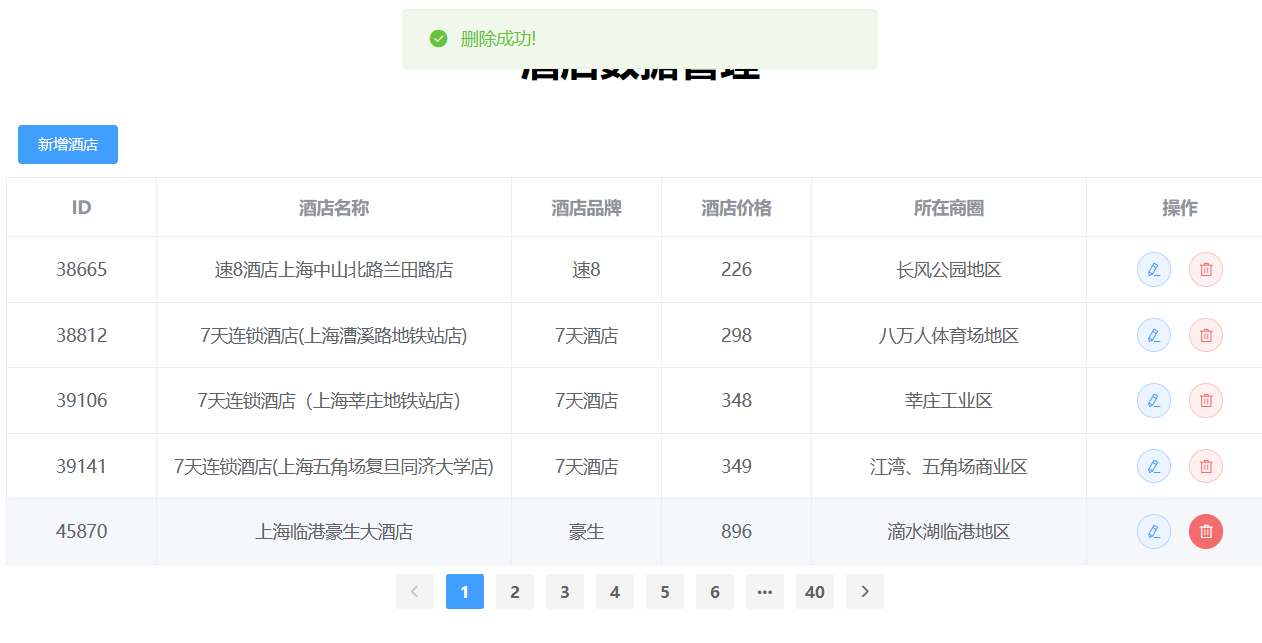 删除成功!
酒店数据管理
新增酒店
ID 酒店名称 酒店品牌 酒店价格 所在商圈 操作
38665 速8酒店上海中山北路兰田路店 速8 226 长风公园地区
38812 7天连锁酒店(上海漕溪路地铁站店) 7天酒店 298 八万人体育场地区
39106 7天连锁酒店（上海莘庄地铁站店） 7天酒店 348 莘庄工业区
39141 7天连锁酒店(上海五角场复旦同济大学店) 7天酒店 349 江湾、五角场商业区
45870 上海临港豪生大酒店 豪生 896 滴水湖临港地区
1 2 3 4 5 6 ··· 40